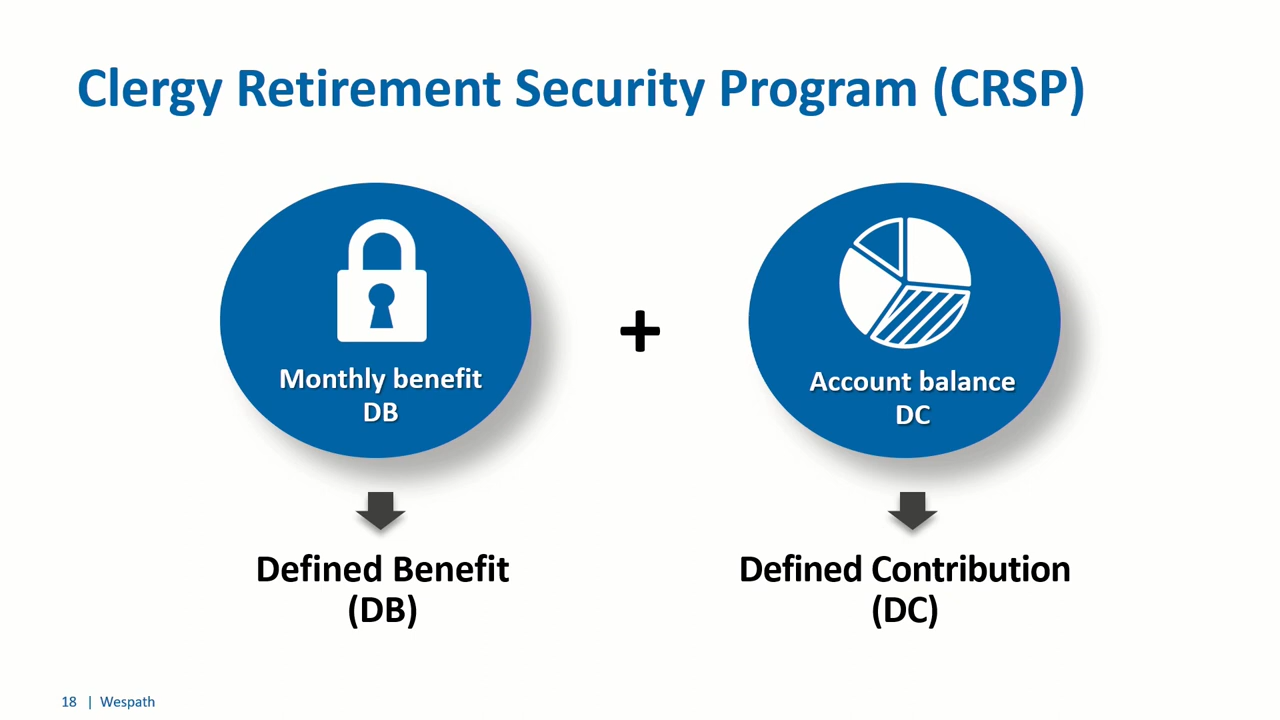 Clergy Retirement Security Program (CRSP)
Monthly benefit
DB
+
Account balance
DC
Defined Benefit
(DB)
Defined Contribution
(DC)
18 | Wespath